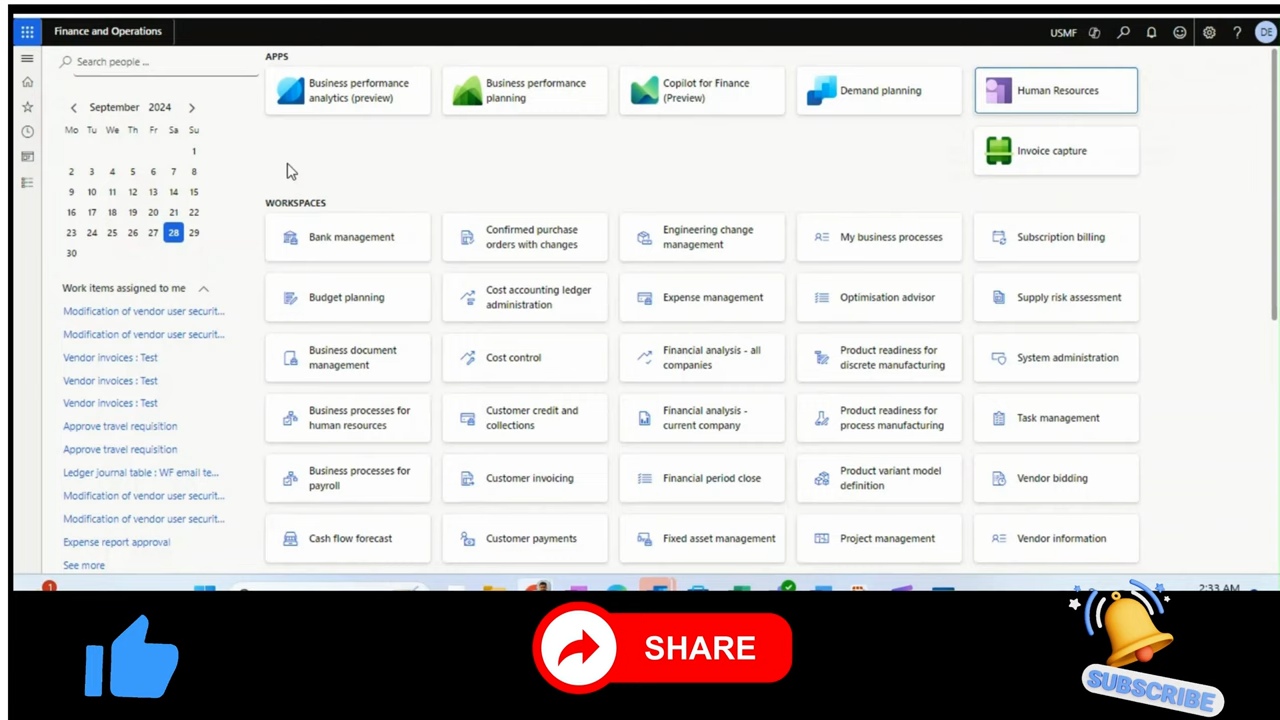 Finance and Operations
USMF
DE
Search people ...
September 2024
Mo Tu We Th Fr Sa Su
1
2 3 4 5 6 7 8
9 10 11 12 13 14 15
16 17 18 19 20 21 22
23 24 25 26 27 28 29
30
Work items assigned to me
Modification of vendor user securit...
Modification of vendor user securit...
Vendor invoices : Test
Vendor invoices : Test
Vendor invoices : Test
Approve travel requisition
Approve travel requisition
Ledger journal table : WF email te...
Modification of vendor user securit...
Modification of vendor user securit...
Expense report approval
See more
APPS
Business performance
analytics (preview)
Business performance
planning
Copilot for Finance
(Preview)
Demand planning
Human Resources
Invoice capture
WORKSPACES
Bank management
Confirmed purchase
orders with changes
Engineering change
management
My business processes
Subscription billing
Budget planning
Cost accounting ledger
administration
Expense management
Optimisation advisor
Supply risk assessment
Business document
management
Cost control
Financial analysis - all
companies
Product readiness for
discrete manufacturing
System administration
Business processes for
human resources
Customer credit and
collections
Financial analysis -
current company
Product readiness for
process manufacturing
Task management
Business processes for
payroll
Customer invoicing
Financial period close
Product variant model
definition
Vendor bidding
Cash flow forecast
Customer payments
Fixed asset management
Project management
Vendor information
1
2:33 AM
SHARE
SUBSCRIBE